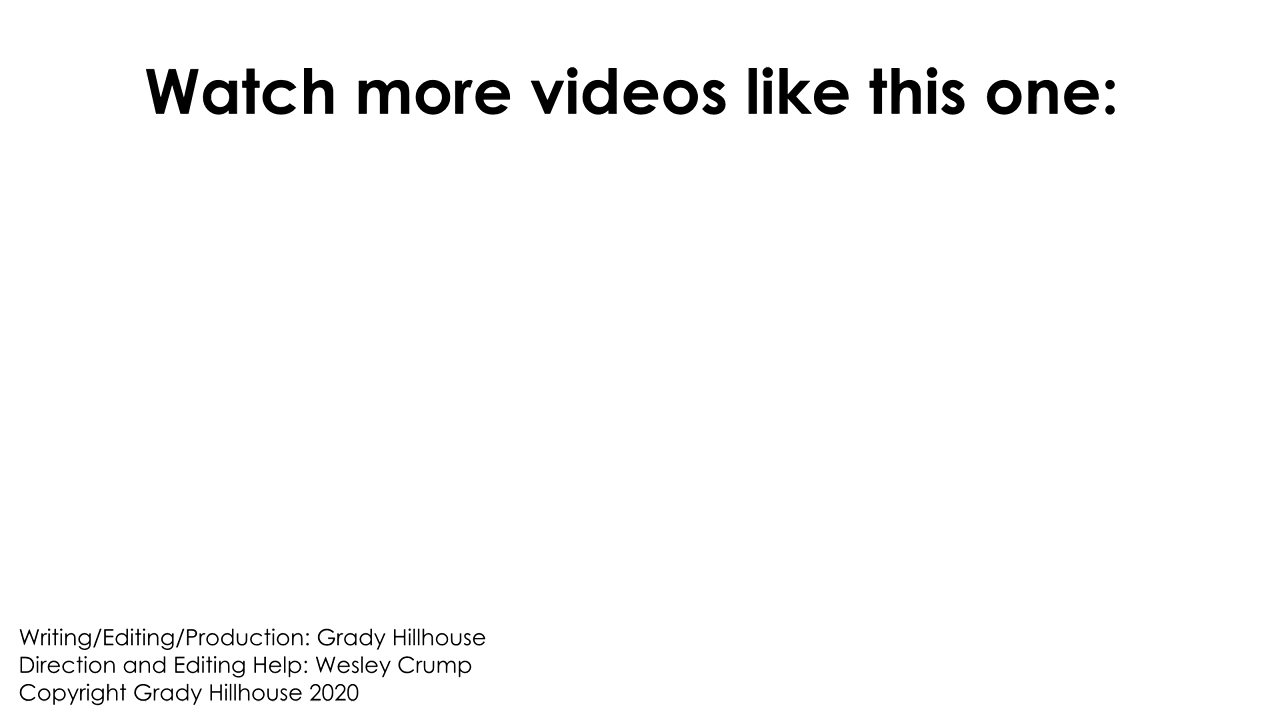 Watch more videos like this one:
Writing/Editing/Production: Grady Hillhouse
Direction and Editing Help: Wesley Crump
Copyright Grady Hillhouse 2020